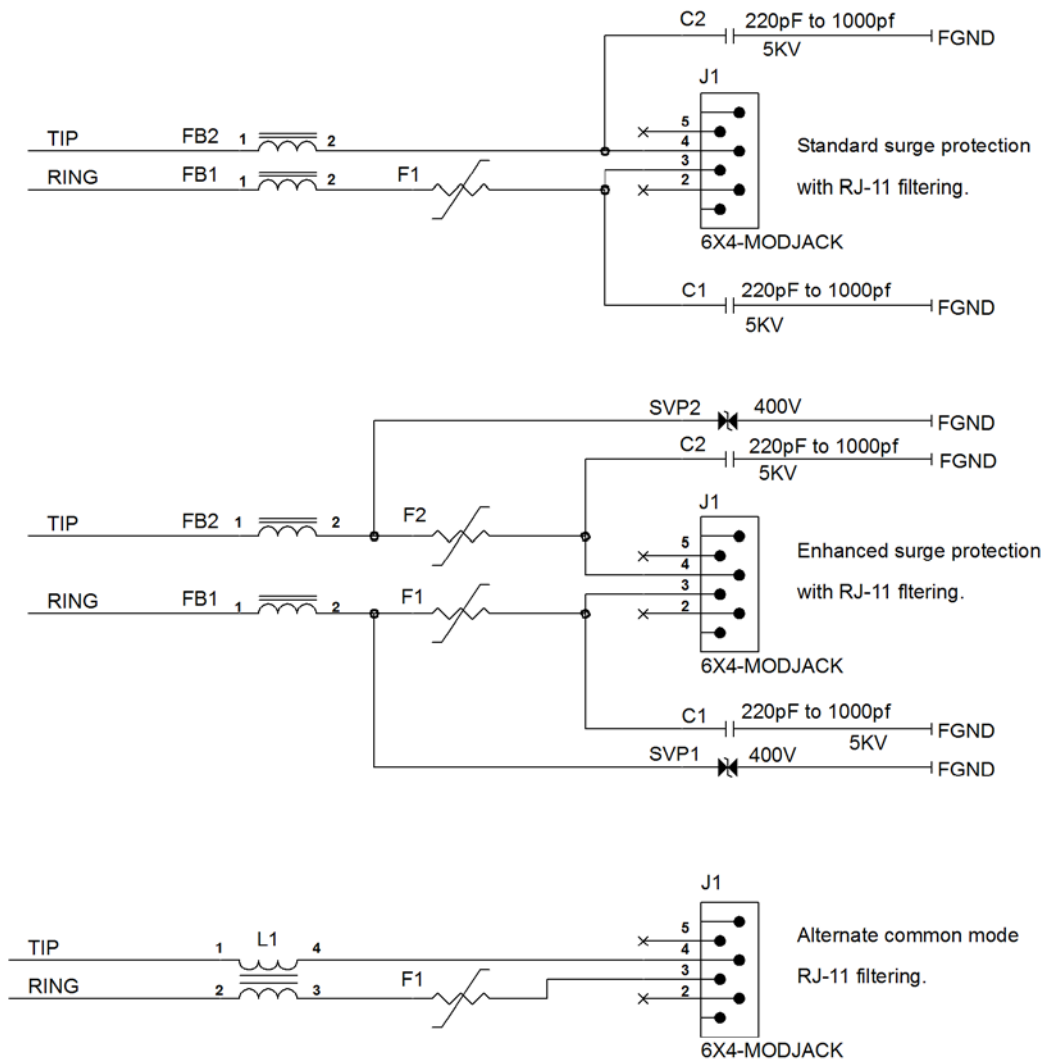 C2 220pF to 1000pf FGND
5KV
J1
TIP FB2 1 2 5
4 Standard surge protection
RING FB1 1 2 F1 3
2 with RJ-11 filtering.
6X4-MODJACK
C1 220pF to 1000pf FGND
5KV
SVP2 400V FGND
C2 220pF to 1000pf FGND
5KV
J1
TIP FB2 1 2 F2 5 Enhanced surge protection
4
RING FB1 1 2 F1 3 with RJ-11 fltering.
2
6X4-MODJACK
C1 220pF to 1000pf FGND
5KV
SVP1 400V FGND
J1
TIP 1 L1 4 5 Alternate common mode
4
RING 2 3 F1 3 RJ-11 filtering.
2
6X4-MODJACK